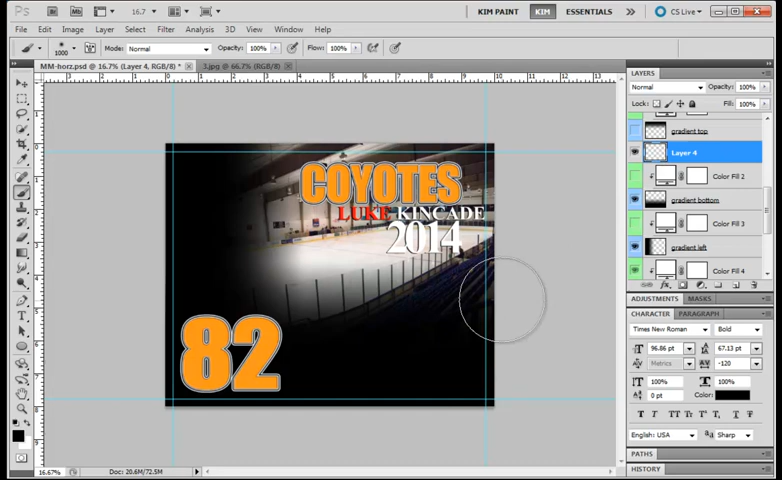 Ps Br Mb 16.7 KIM PAINT KIM ESSENTIALS CS Live
File Edit Image Layer Select Filter Analysis 3D View Window Help
1000 Mode: Normal Opacity: 100% Flow: 100%
MM-horz.psd @ 16.7% (Layer 4, RGB/8) * 3.jpg @ 66.7% (RGB/8)
LAYERS
Normal Opacity: 100%
Lock: Fill: 100%
gradient top
Layer 4
Color Fill 2
gradient bottom
Color Fill 3
gradient left
Color Fill 4
COYOTES
LUKE KINCADE
2014
82
ADJUSTMENTS MASKS
CHARACTER PARAGRAPH
Times New Roman Bold
96.86 pt 67.13 pt
Metrics -120
100% 100%
0 pt Color:
English: USA Sharp
PATHS
HISTORY
16.67% Doc: 20.6M/72.5M